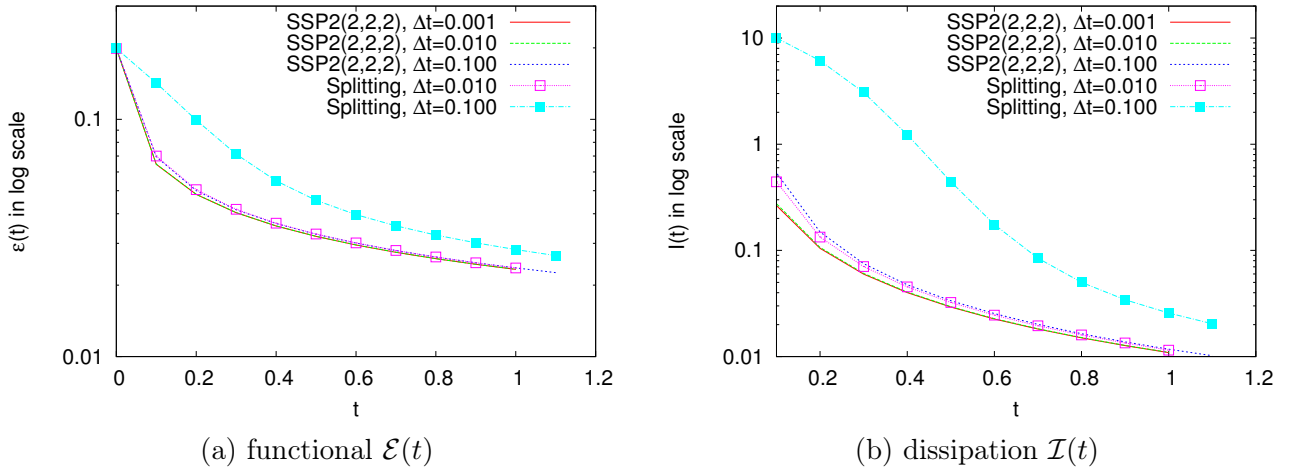 SSP2(2,2,2), Δt=0.001
SSP2(2,2,2), Δt=0.010
SSP2(2,2,2), Δt=0.100
Splitting, Δt=0.010
Splitting, Δt=0.100
ε(t) in log scale
0.1
0.01
0 0.2 0.4 0.6 0.8 1 1.2
t
(a) functional ℰ(t)
SSP2(2,2,2), Δt=0.001
SSP2(2,2,2), Δt=0.010
SSP2(2,2,2), Δt=0.100
Splitting, Δt=0.010
Splitting, Δt=0.100
I(t) in log scale
10
1
0.1
0.01
0.2 0.4 0.6 0.8 1 1.2
t
(b) dissipation ℐ(t)